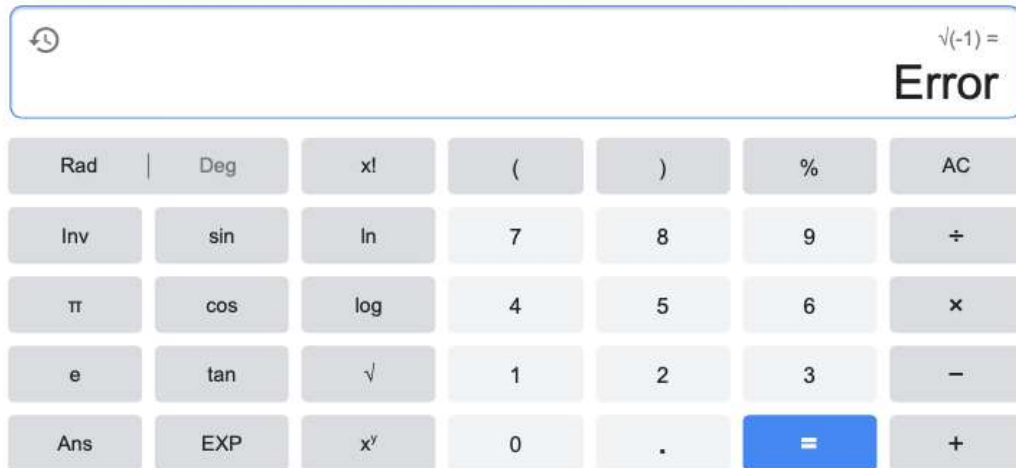 √(-1) =
Error
Rad | Deg x! ( ) % AC
Inv sin ln 7 8 9 ÷
π cos log 4 5 6 ×
e tan √ 1 2 3 −
Ans EXP xʸ 0 . = +